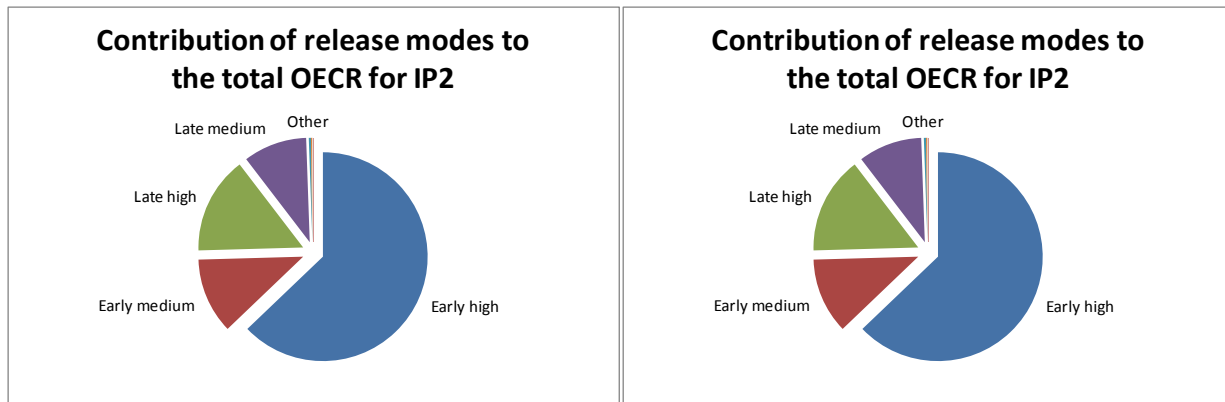 Contribution of release modes to
the total OECR for IP2
Other
Late medium
Late high
Early medium
Early high
Contribution of release modes to
the total OECR for IP2
Other
Late medium
Late high
Early medium
Early high